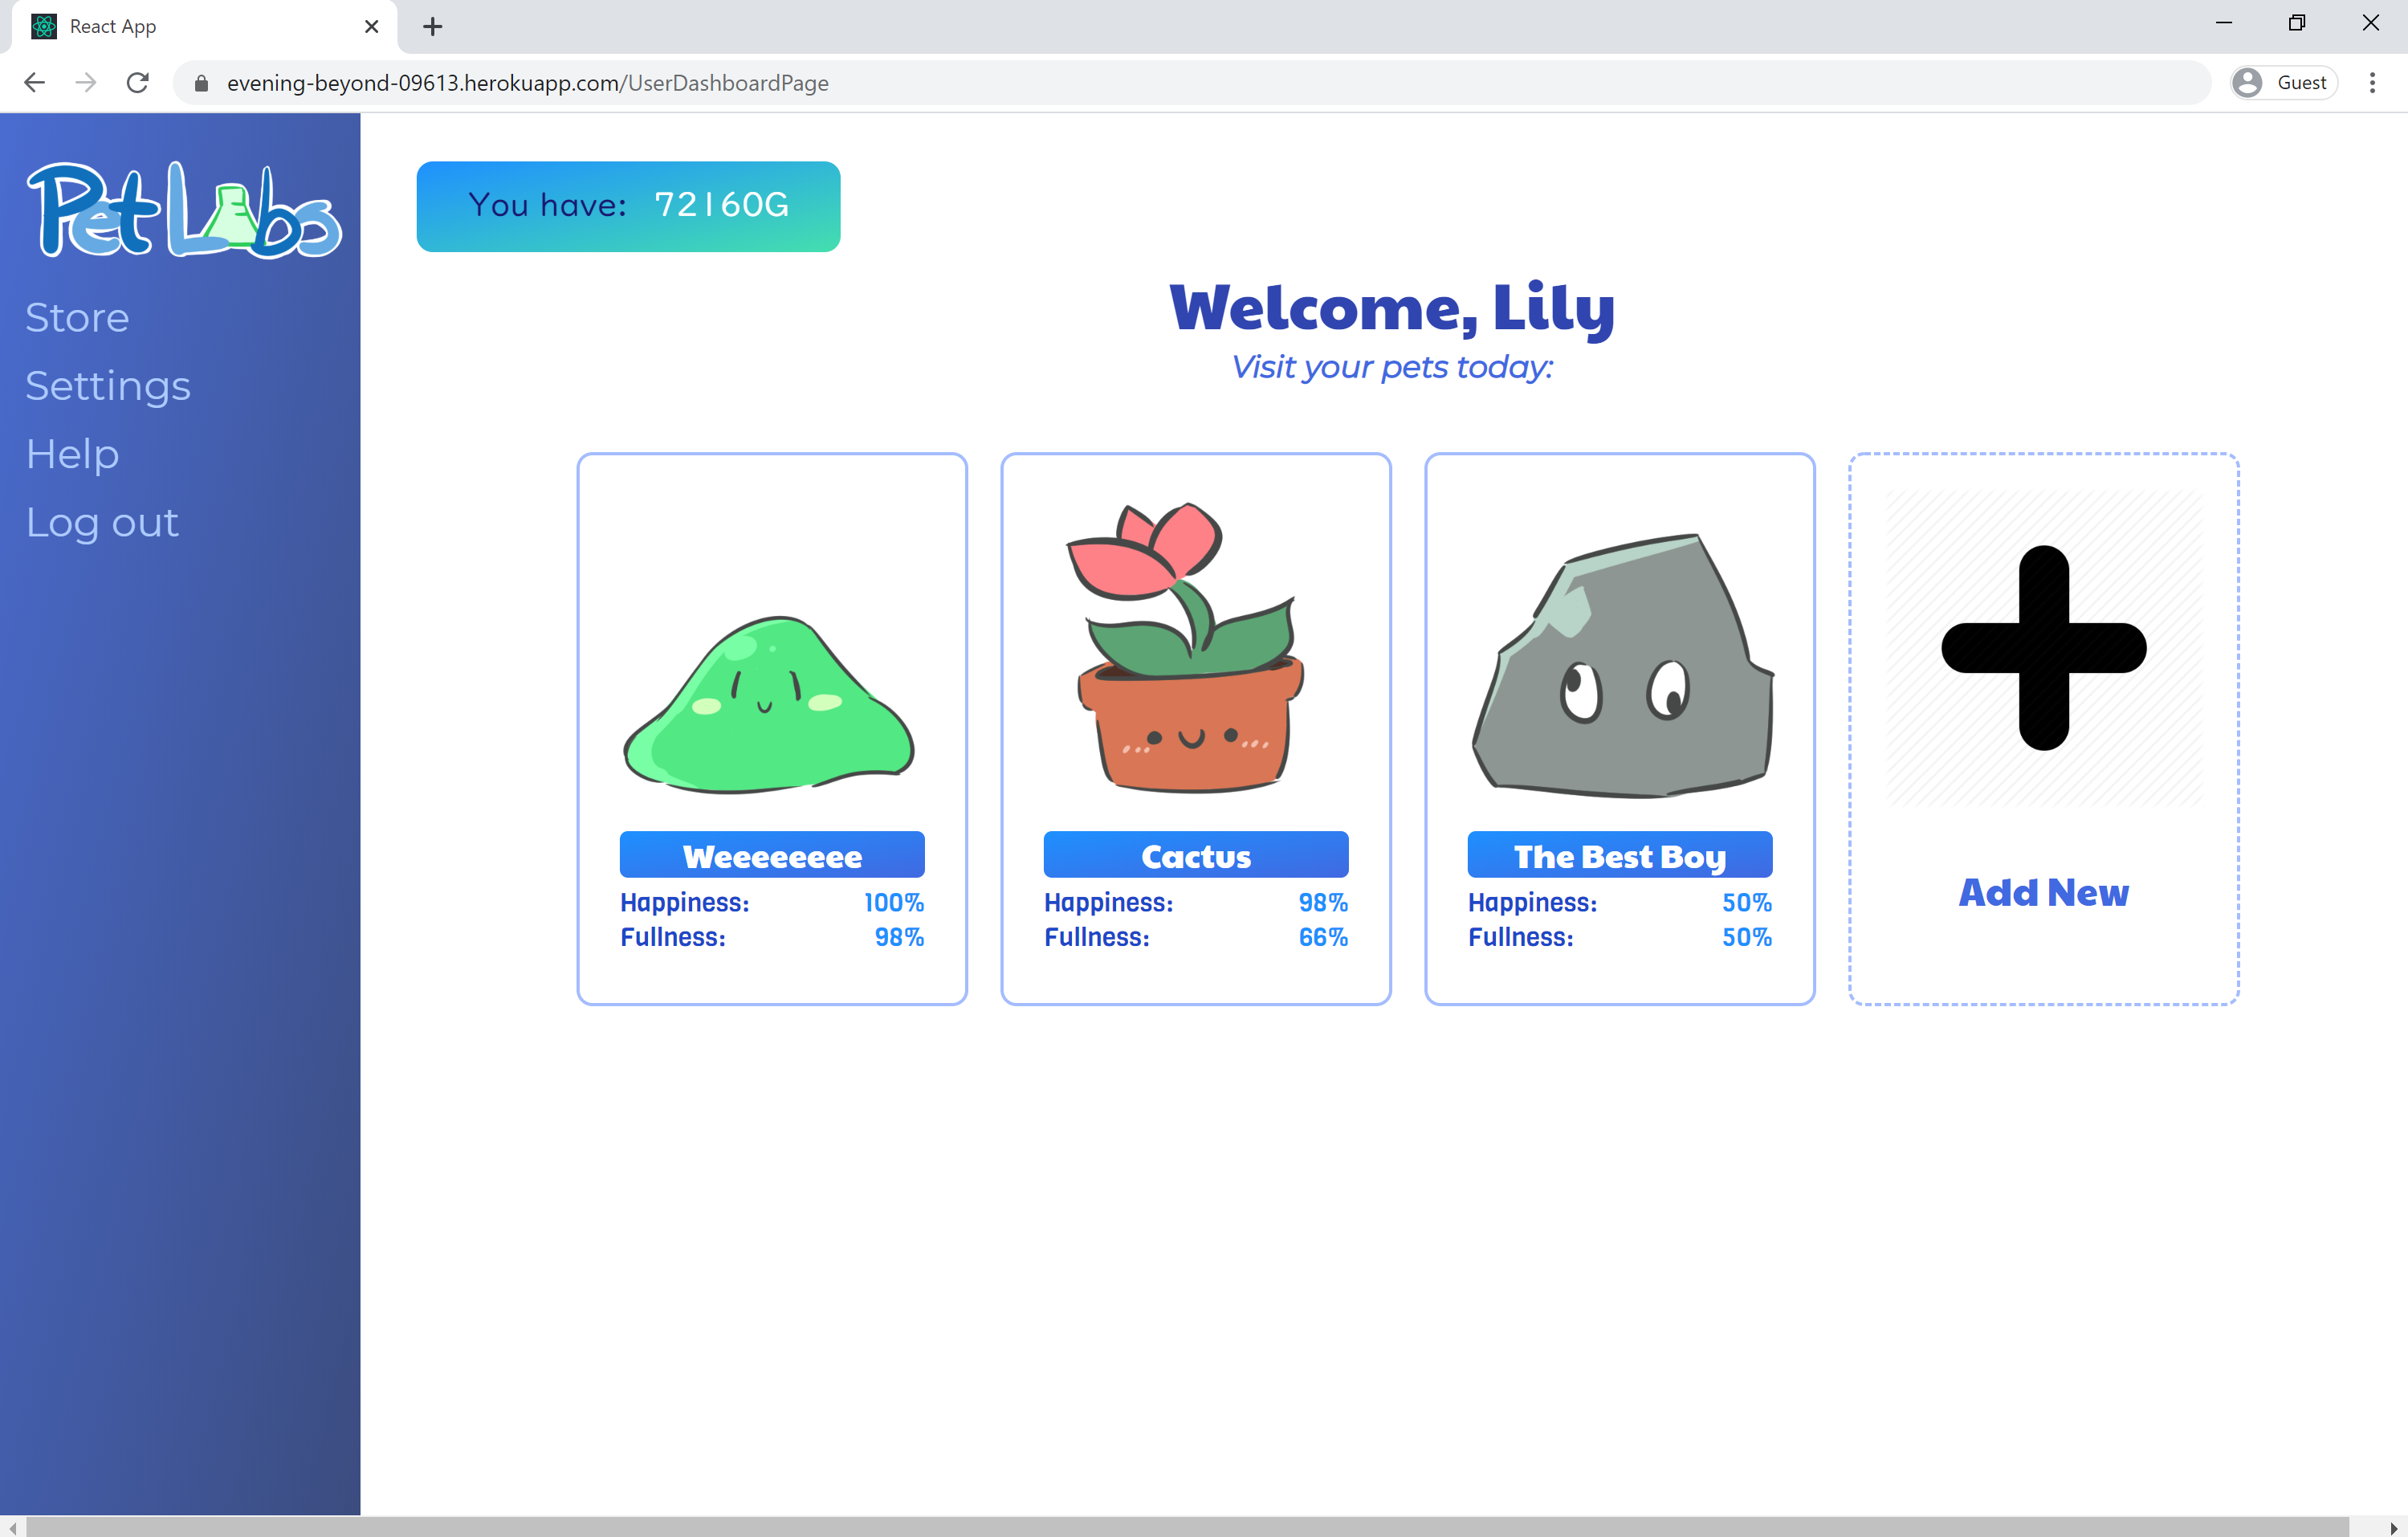 React App
evening-beyond-09613.herokuapp.com/UserDashboardPage
Guest
Pet Labs
Store
Settings
Help
Log out
You have: 72160G
Welcome, Lily
Visit your pets today:
Weeeeeeee
Happiness: 100%
Fullness: 98%
Cactus
Happiness: 98%
Fullness: 66%
The Best Boy
Happiness: 50%
Fullness: 50%
Add New